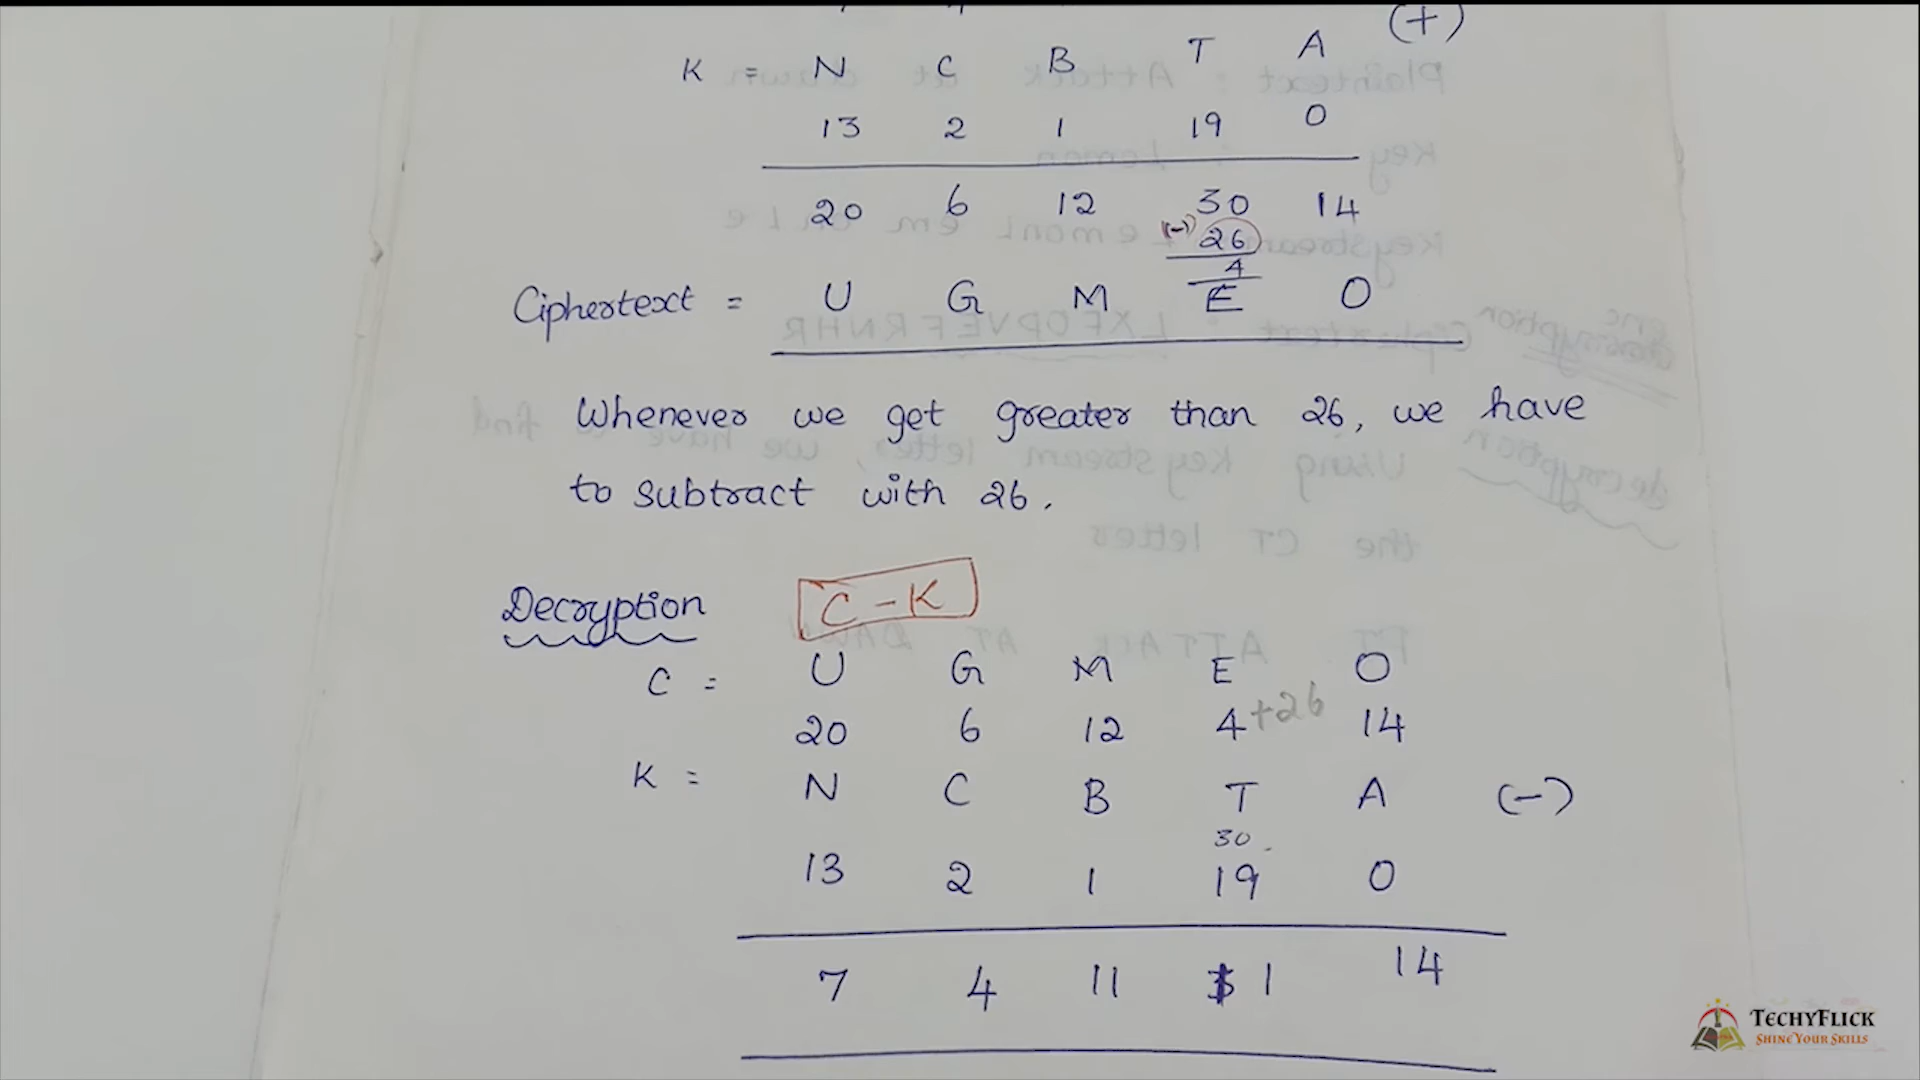 (+)
K = N C B T A
13 2 1 19 0
20 6 12 30 14
(-) 26
4
Ciphertext = U G M E O
Whenever we get greater than 26, we have
to subtract with 26.
Decryption C - K
C = U G M E O
20 6 12 4 +26 14
K = N C B T A (-)
30
13 2 1 19 0
7 4 11 1 14
TECHYFLICK
SHINE YOUR SKILLS